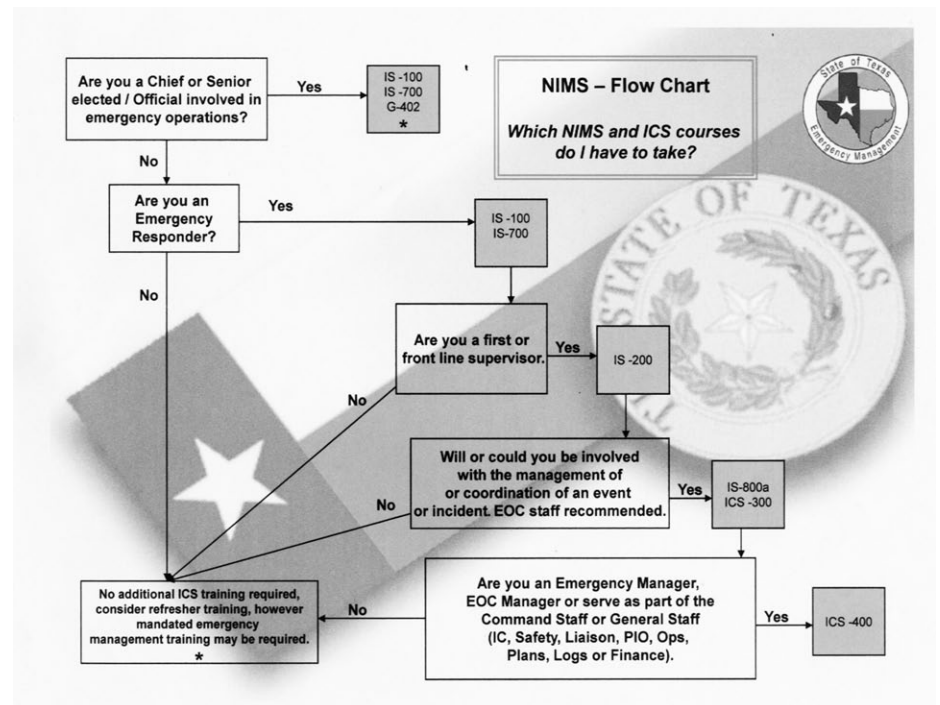 Are you a Chief or Senior
elected / Official involved in
emergency operations?
Yes
IS -100
IS -700
G-402
*
NIMS – Flow Chart
Which NIMS and ICS courses
do I have to take?
State of Texas
Emergency Management
No
Are you an
Emergency
Responder?
Yes
IS -100
IS-700
STATE OF TEXAS
No
Are you a first or
front line supervisor.
Yes
IS -200
No
Will or could you be involved
with the management of
or coordination of an event
or incident. EOC staff recommended.
Yes
IS-800a
ICS -300
No
Are you an Emergency Manager,
EOC Manager or serve as part of the
Command Staff or General Staff
(IC, Safety, Liaison, PIO, Ops,
Plans, Logs or Finance).
Yes
ICS -400
No
No additional ICS training required,
consider refresher training, however
mandated emergency
management training may be required.
*